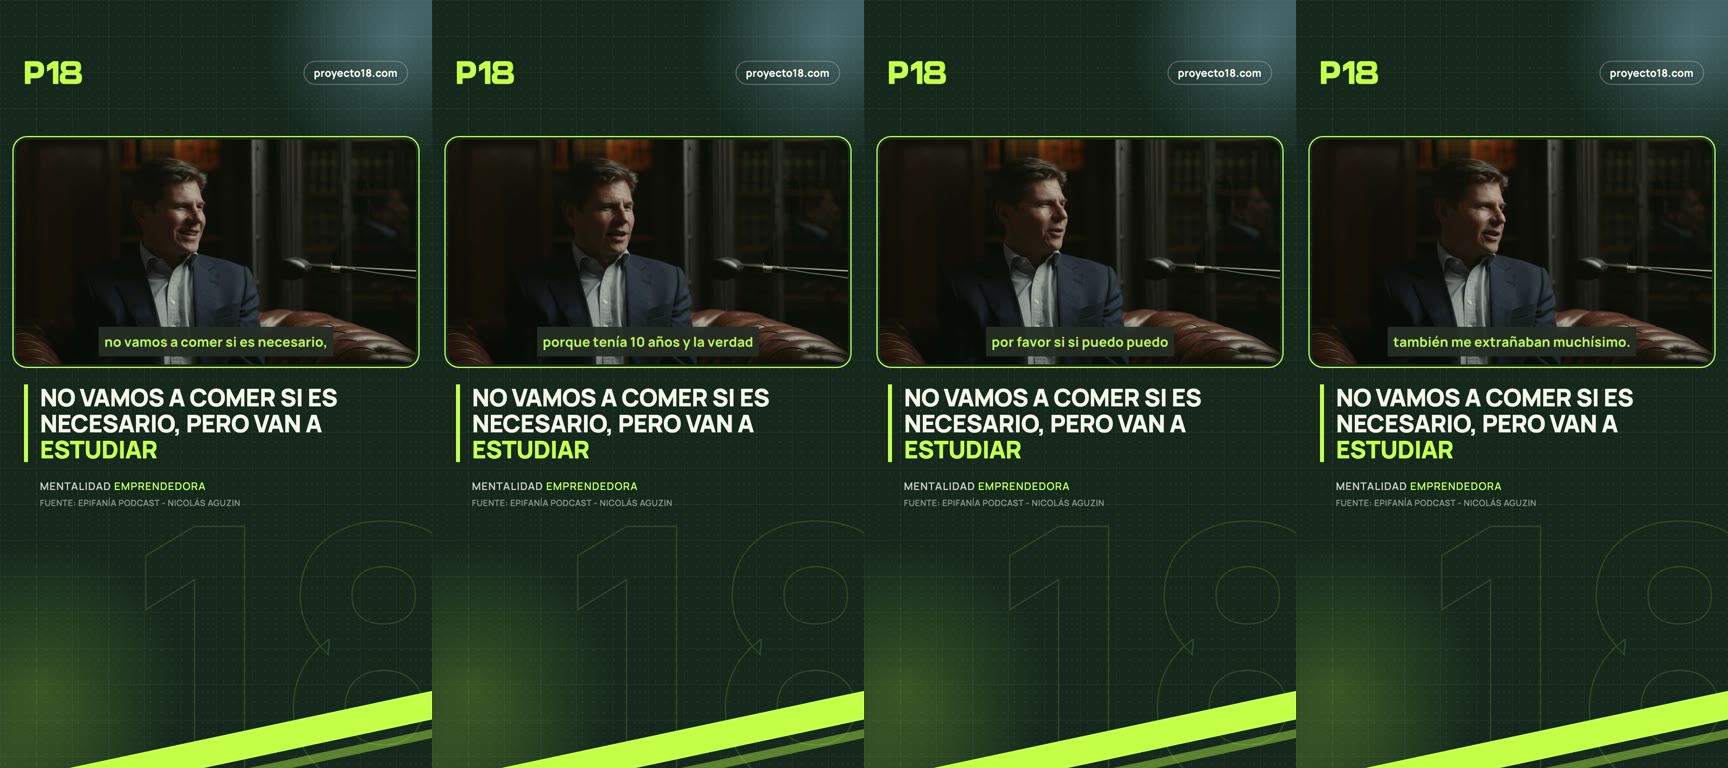 P18
proyecto18.com
no vamos a comer si es necesario,
NO VAMOS A COMER SI ES
NECESARIO, PERO VAN A
ESTUDIAR
MENTALIDAD EMPRENDEDORA
FUENTE: EPIFANÍA PODCAST - NICOLÁS AGUZIN
18
P18
proyecto18.com
porque tenía 10 años y la verdad
NO VAMOS A COMER SI ES
NECESARIO, PERO VAN A
ESTUDIAR
MENTALIDAD EMPRENDEDORA
FUENTE: EPIFANÍA PODCAST - NICOLÁS AGUZIN
18
P18
proyecto18.com
por favor si si puedo puedo
NO VAMOS A COMER SI ES
NECESARIO, PERO VAN A
ESTUDIAR
MENTALIDAD EMPRENDEDORA
FUENTE: EPIFANÍA PODCAST - NICOLÁS AGUZIN
18
P18
proyecto18.com
también me extrañaban muchísimo.
NO VAMOS A COMER SI ES
NECESARIO, PERO VAN A
ESTUDIAR
MENTALIDAD EMPRENDEDORA
FUENTE: EPIFANÍA PODCAST - NICOLÁS AGUZIN
18